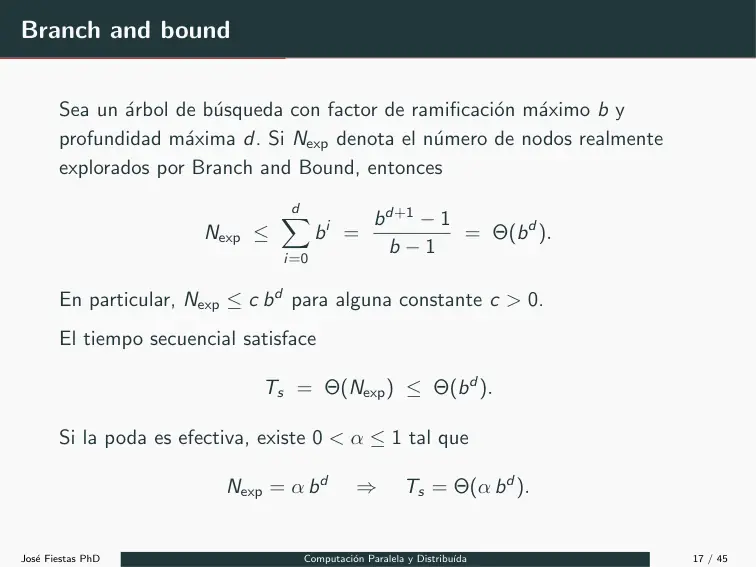 Branch and bound
Sea un árbol de búsqueda con factor de ramificación máximo b y
profundidad máxima d. Si N_exp denota el número de nodos realmente
explorados por Branch and Bound, entonces
N_exp ≤ ∑_{i=0}^{d} b^i = (b^{d+1} − 1)/(b − 1) = Θ(b^d).
En particular, N_exp ≤ c b^d para alguna constante c > 0.
El tiempo secuencial satisface
T_s = Θ(N_exp) ≤ Θ(b^d).
Si la poda es efectiva, existe 0 < α ≤ 1 tal que
N_exp = α b^d ⇒ T_s = Θ(α b^d).
José Fiestas PhD Computación Paralela y Distribuída 17 / 45